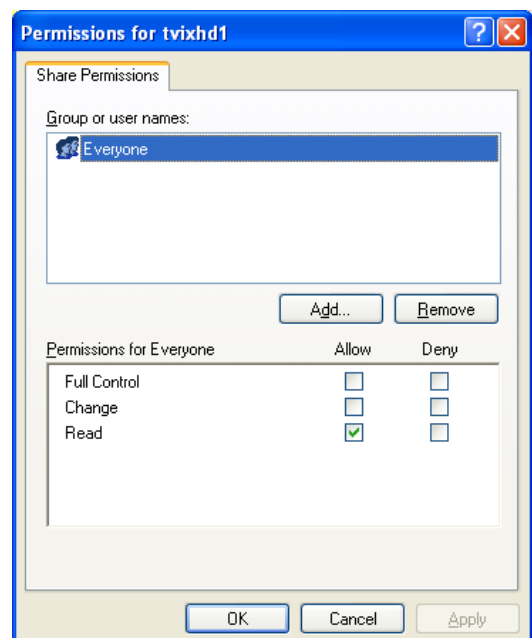 Permissions for tvixhd1
Share Permissions
Group or user names:
Everyone
Add... Remove
Permissions for Everyone Allow Deny
Full Control
Change
Read
OK Cancel Apply